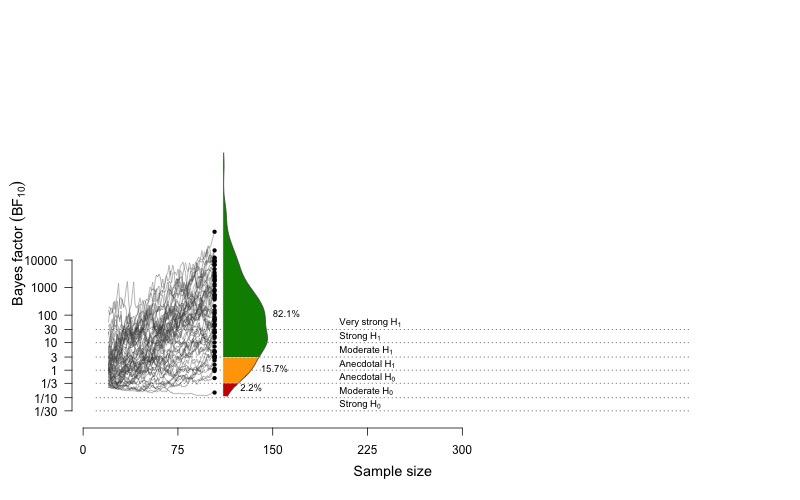 Bayes factor (BF₁₀)
10000
1000
100
30
10
3
1
1/3
1/10
1/30
82.1%
15.7%
2.2%
Very strong H₁
Strong H₁
Moderate H₁
Anecdotal H₁
Anecdotal H₀
Moderate H₀
Strong H₀
0 75 150 225 300
Sample size